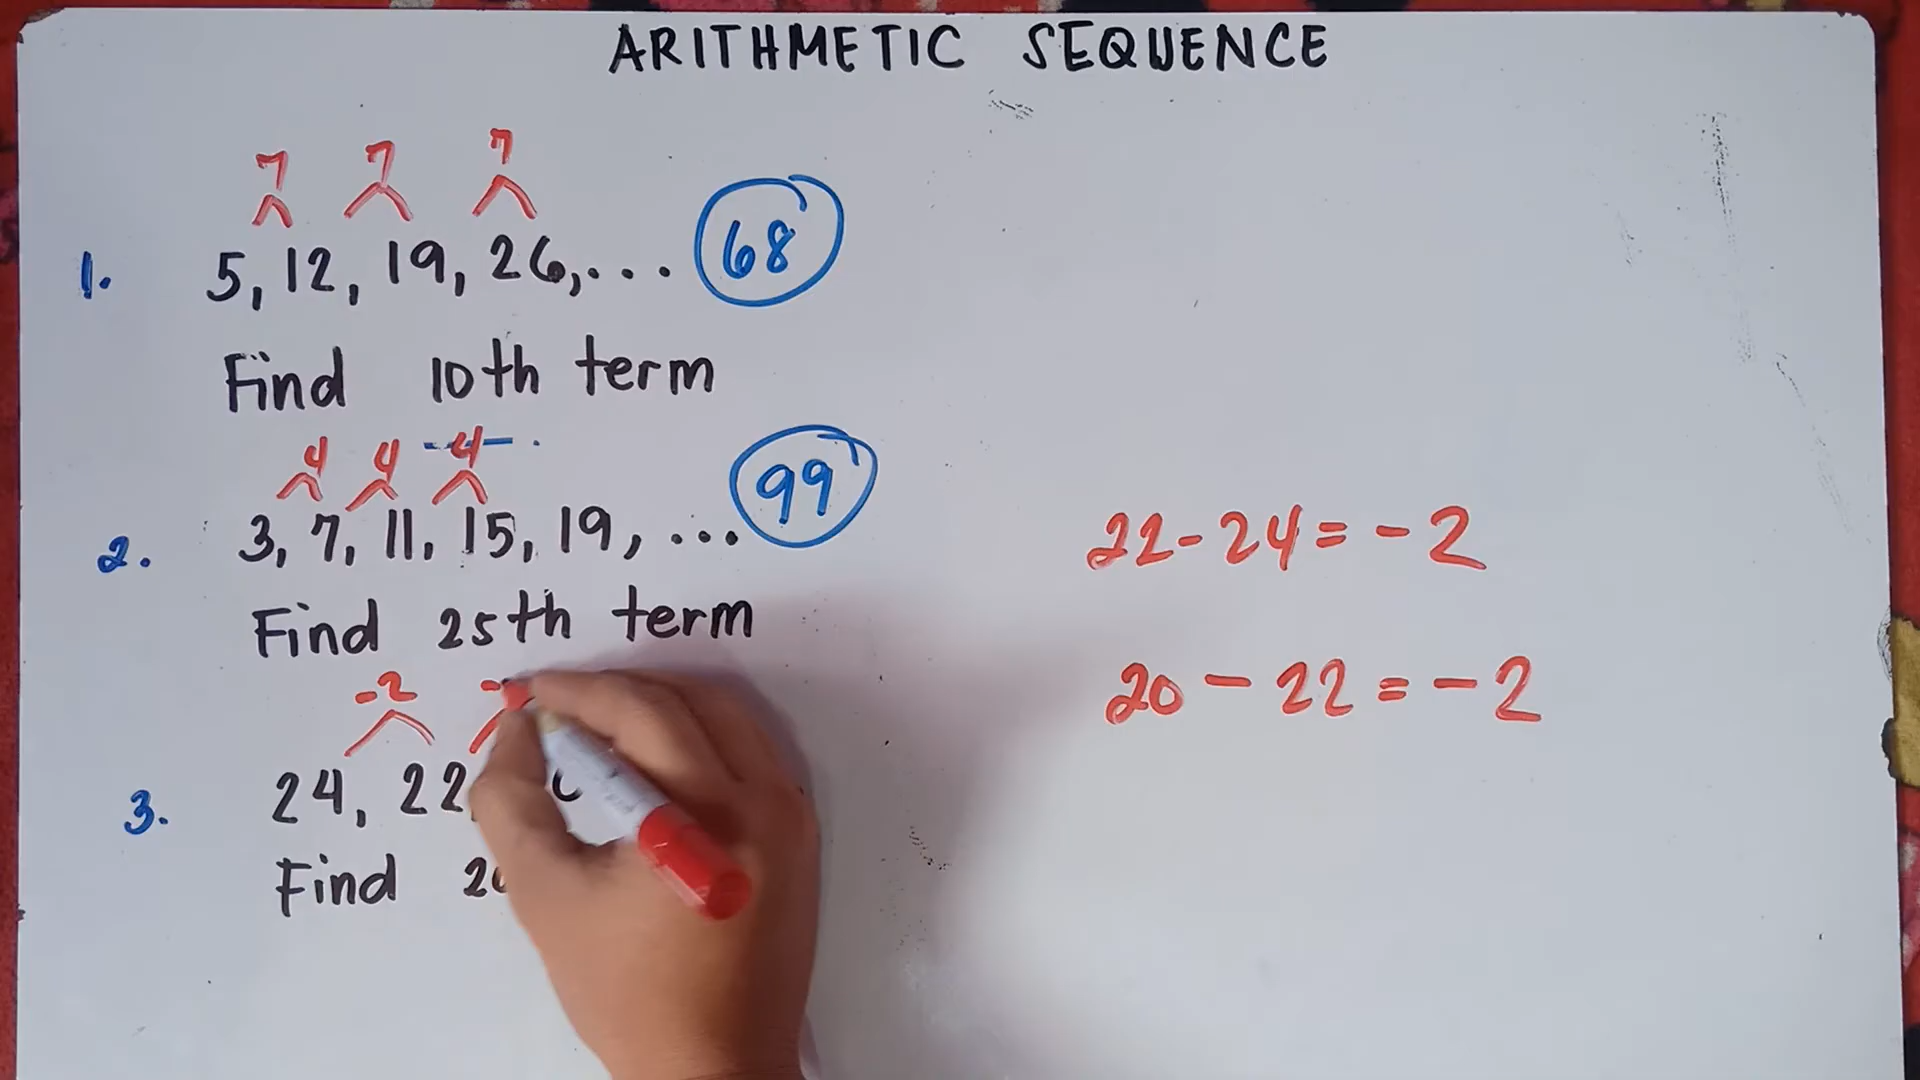 ARITHMETIC SEQUENCE
7 7 7
1. 5, 12, 19, 26, ... 68
Find 10th term
4 4 4
2. 3, 7, 11, 15, 19, ... 99
Find 25th term
22 - 24 = - 2
20 - 22 = - 2
-2 -
3. 24, 22,
Find